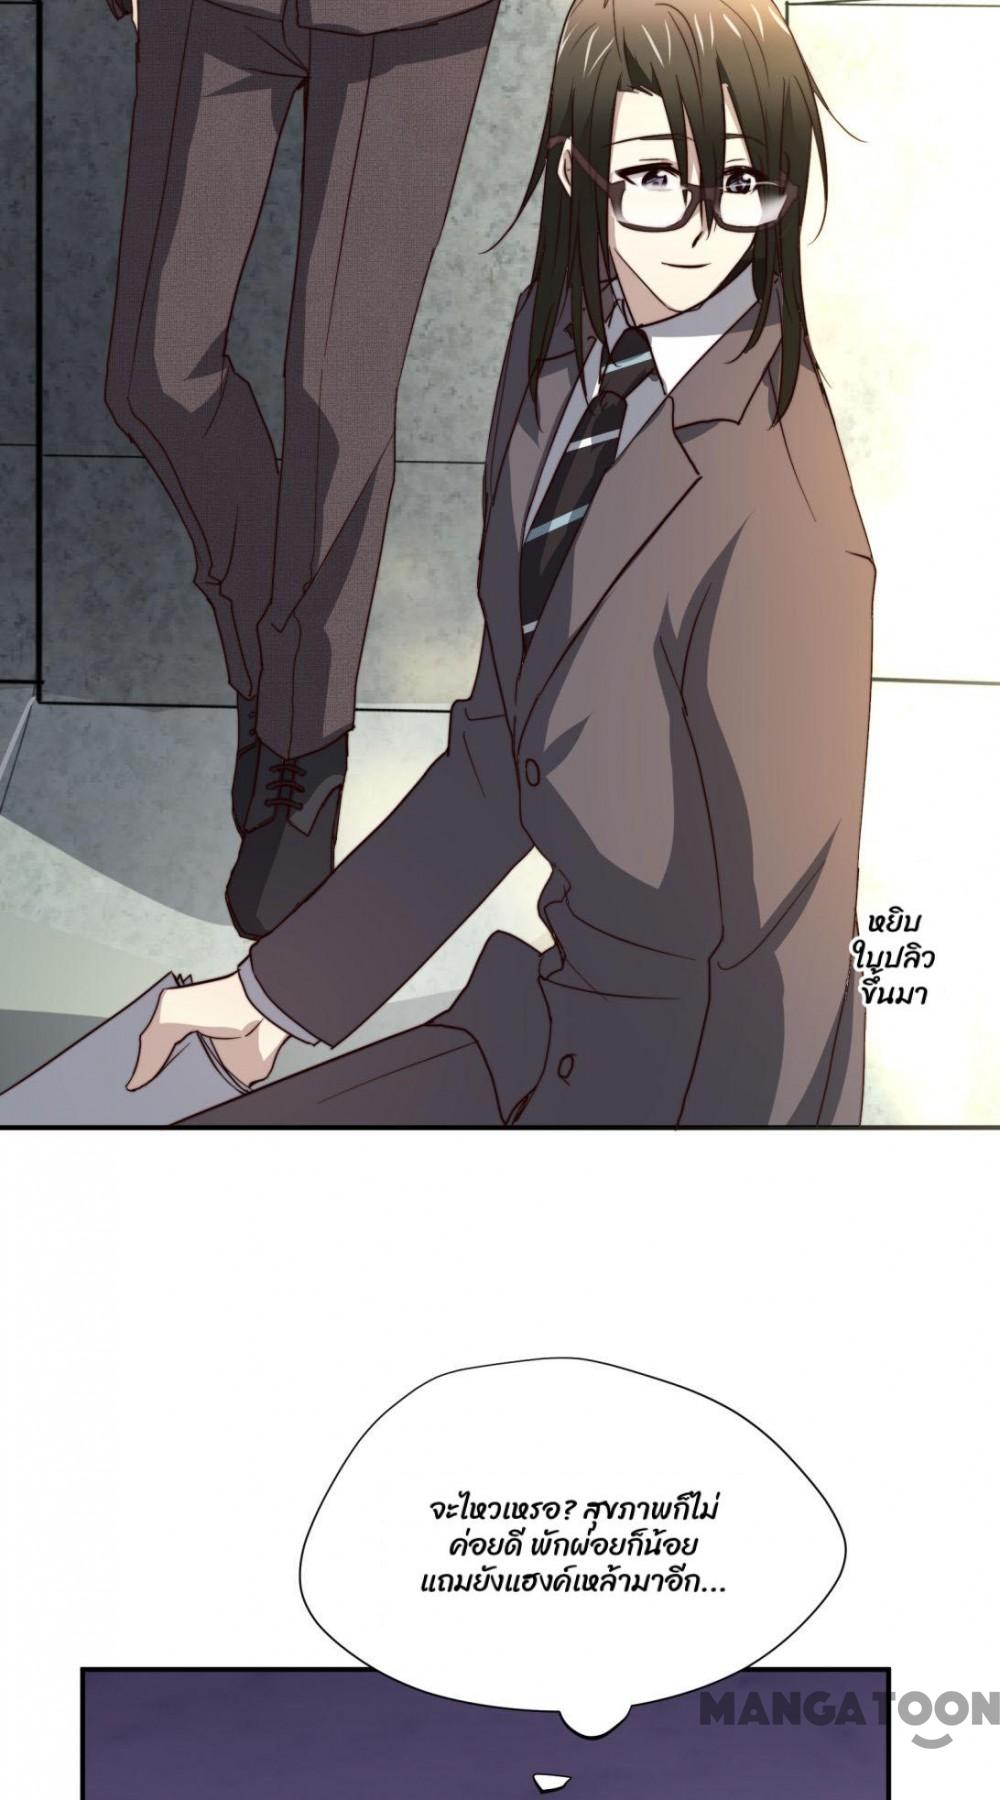 หยิบ
ใบปลิว
ขึ้นมา
จะไหวเหรอ? สุขภาพก็ไม่
ค่อยดี พักผ่อยก็น้อย
แถมยังแฮงค์เหล้ามาอีก...
MANGATOON